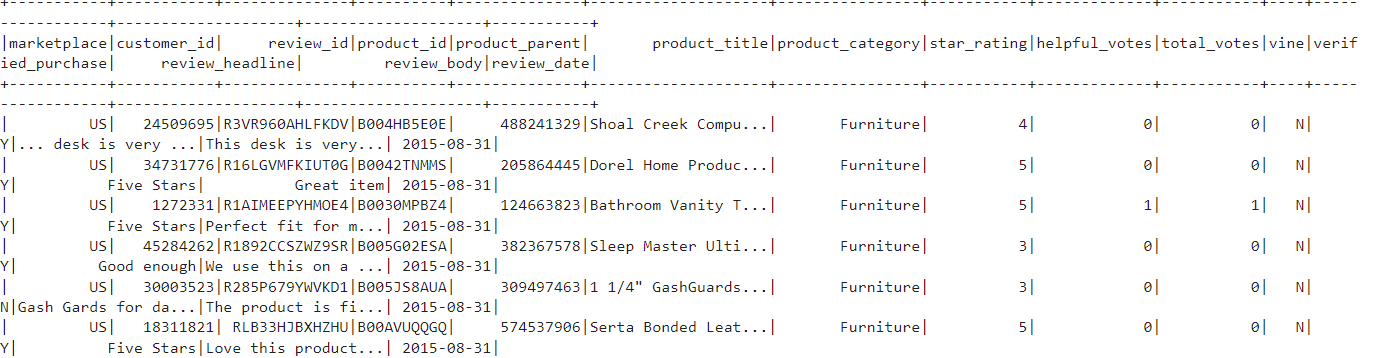 +-----------+-----------+--------------+----------+--------------+--------------------+----------------+-----------+-------------+-----------+----+-----
------------+--------------------+--------------------+-----------+
|marketplace|customer_id|     review_id|product_id|product_parent|       product_title|product_category|star_rating|helpful_votes|total_votes|vine|verif
ied_purchase|     review_headline|         review_body|review_date|
+-----------+-----------+--------------+----------+--------------+--------------------+----------------+-----------+-------------+-----------+----+-----
------------+--------------------+--------------------+-----------+
|         US|   24509695|R3VR960AHLFKDV|B004HB5E0E|     488241329|Shoal Creek Compu...|       Furniture|          4|            0|          0|   N|
Y|... desk is very ...|This desk is very...| 2015-08-31|
|         US|   34731776|R16LGVMFKIUT0G|B0042TNMMS|     205864445|Dorel Home Produc...|       Furniture|          5|            0|          0|   N|
Y|          Five Stars|          Great item| 2015-08-31|
|         US|    1272331|R1AIMEEPYHMOE4|B0030MPBZ4|     124663823|Bathroom Vanity T...|       Furniture|          5|            1|          1|   N|
Y|          Five Stars|Perfect fit for m...| 2015-08-31|
|         US|   45284262|R1892CCSZWZ9SR|B005G02ESA|     382367578|Sleep Master Ulti...|       Furniture|          3|            0|          0|   N|
Y|         Good enough|We use this on a ...| 2015-08-31|
|         US|   30003523|R285P679YWVKD1|B005JS8AUA|     309497463|1 1/4" GashGuards...|       Furniture|          3|            0|          0|   N|
N|Gash Gards for da...|The product is fi...| 2015-08-31|
|         US|   18311821| RLB33HJBXHZHU|B00AVUQQGQ|     574537906|Serta Bonded Leat...|       Furniture|          5|            0|          0|   N|
Y|          Five Stars|Love this product...| 2015-08-31|